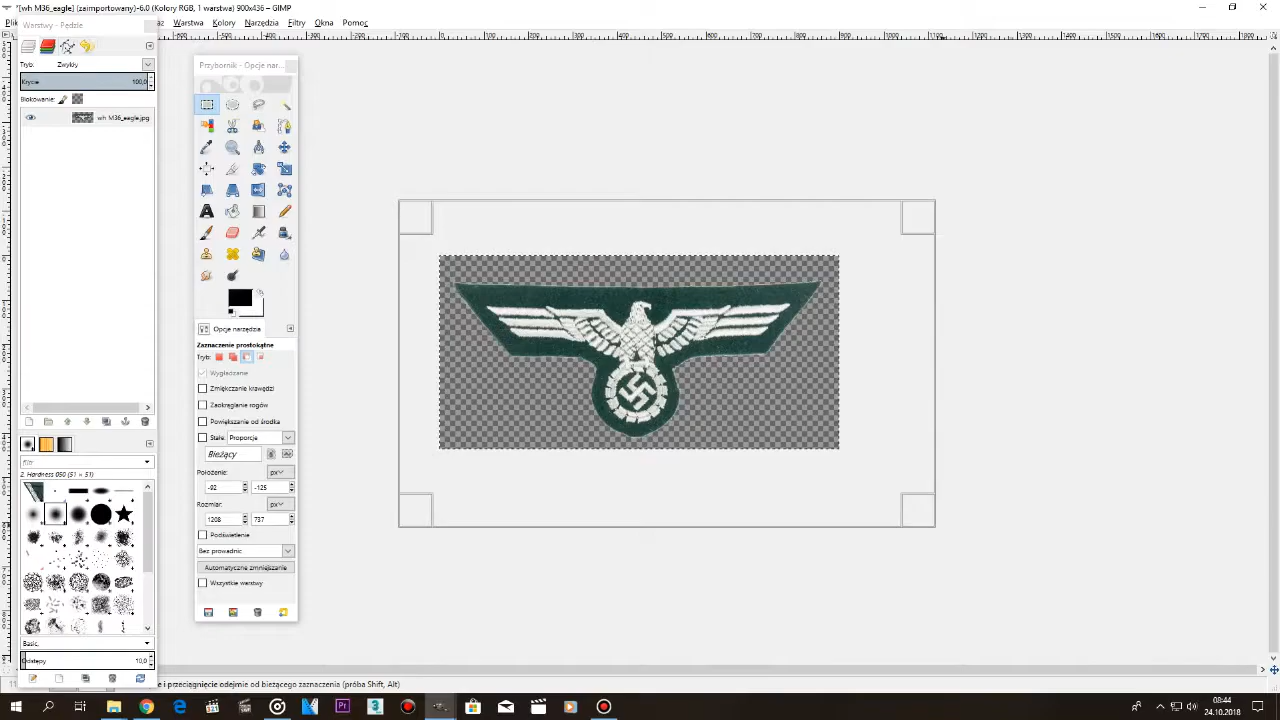 *[wh M36_eagle] (zaimportowany)-6.0 (Kolory RGB, 1 warstwa) 900x436 – GIMP
Warstwy Kolory Narzędzia Filtry Okna Pomoc
Warstwy - Pędzle
Tryb: Zwykły
Krycie 100,0
Blokowanie:
wh M36_eagle.jpg
filtr
2. Hardness 050 (51 × 51)
Basic,
Odstępy 10,0
Przybornik - Opcje nar...
Opcje narzędzia
Zaznaczenie prostokątne
Tryb:
Wygładzanie
Zmiękczanie krawędzi
Zaokrąglanie rogów
Powiększanie od środka
Stałe: Proporcje
Bieżący
Położenie: px
-92 -125
Rozmiar: px
1208 737
Podświetlenie
Bez prowadnic
Automatyczne zmniejszanie
Wszystkie warstwy
i przeciągnięcie odejmie od bieżącego zaznaczenia (próba Shift, Alt)
08:44
24.10.2018